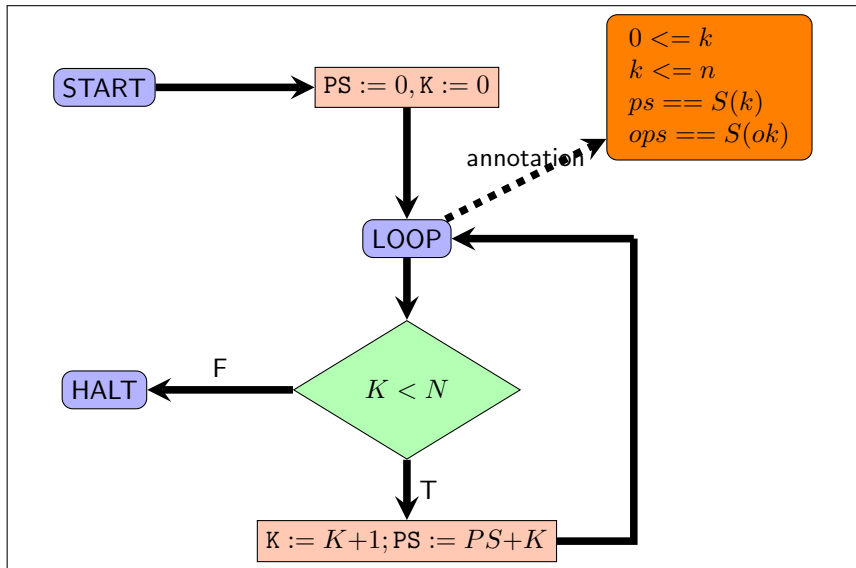 START
PS := 0, K := 0
0 <= k
k <= n
ps == S(k)
ops == S(ok)
annotation
LOOP
K < N
F
HALT
T
K := K+1; PS := PS+K